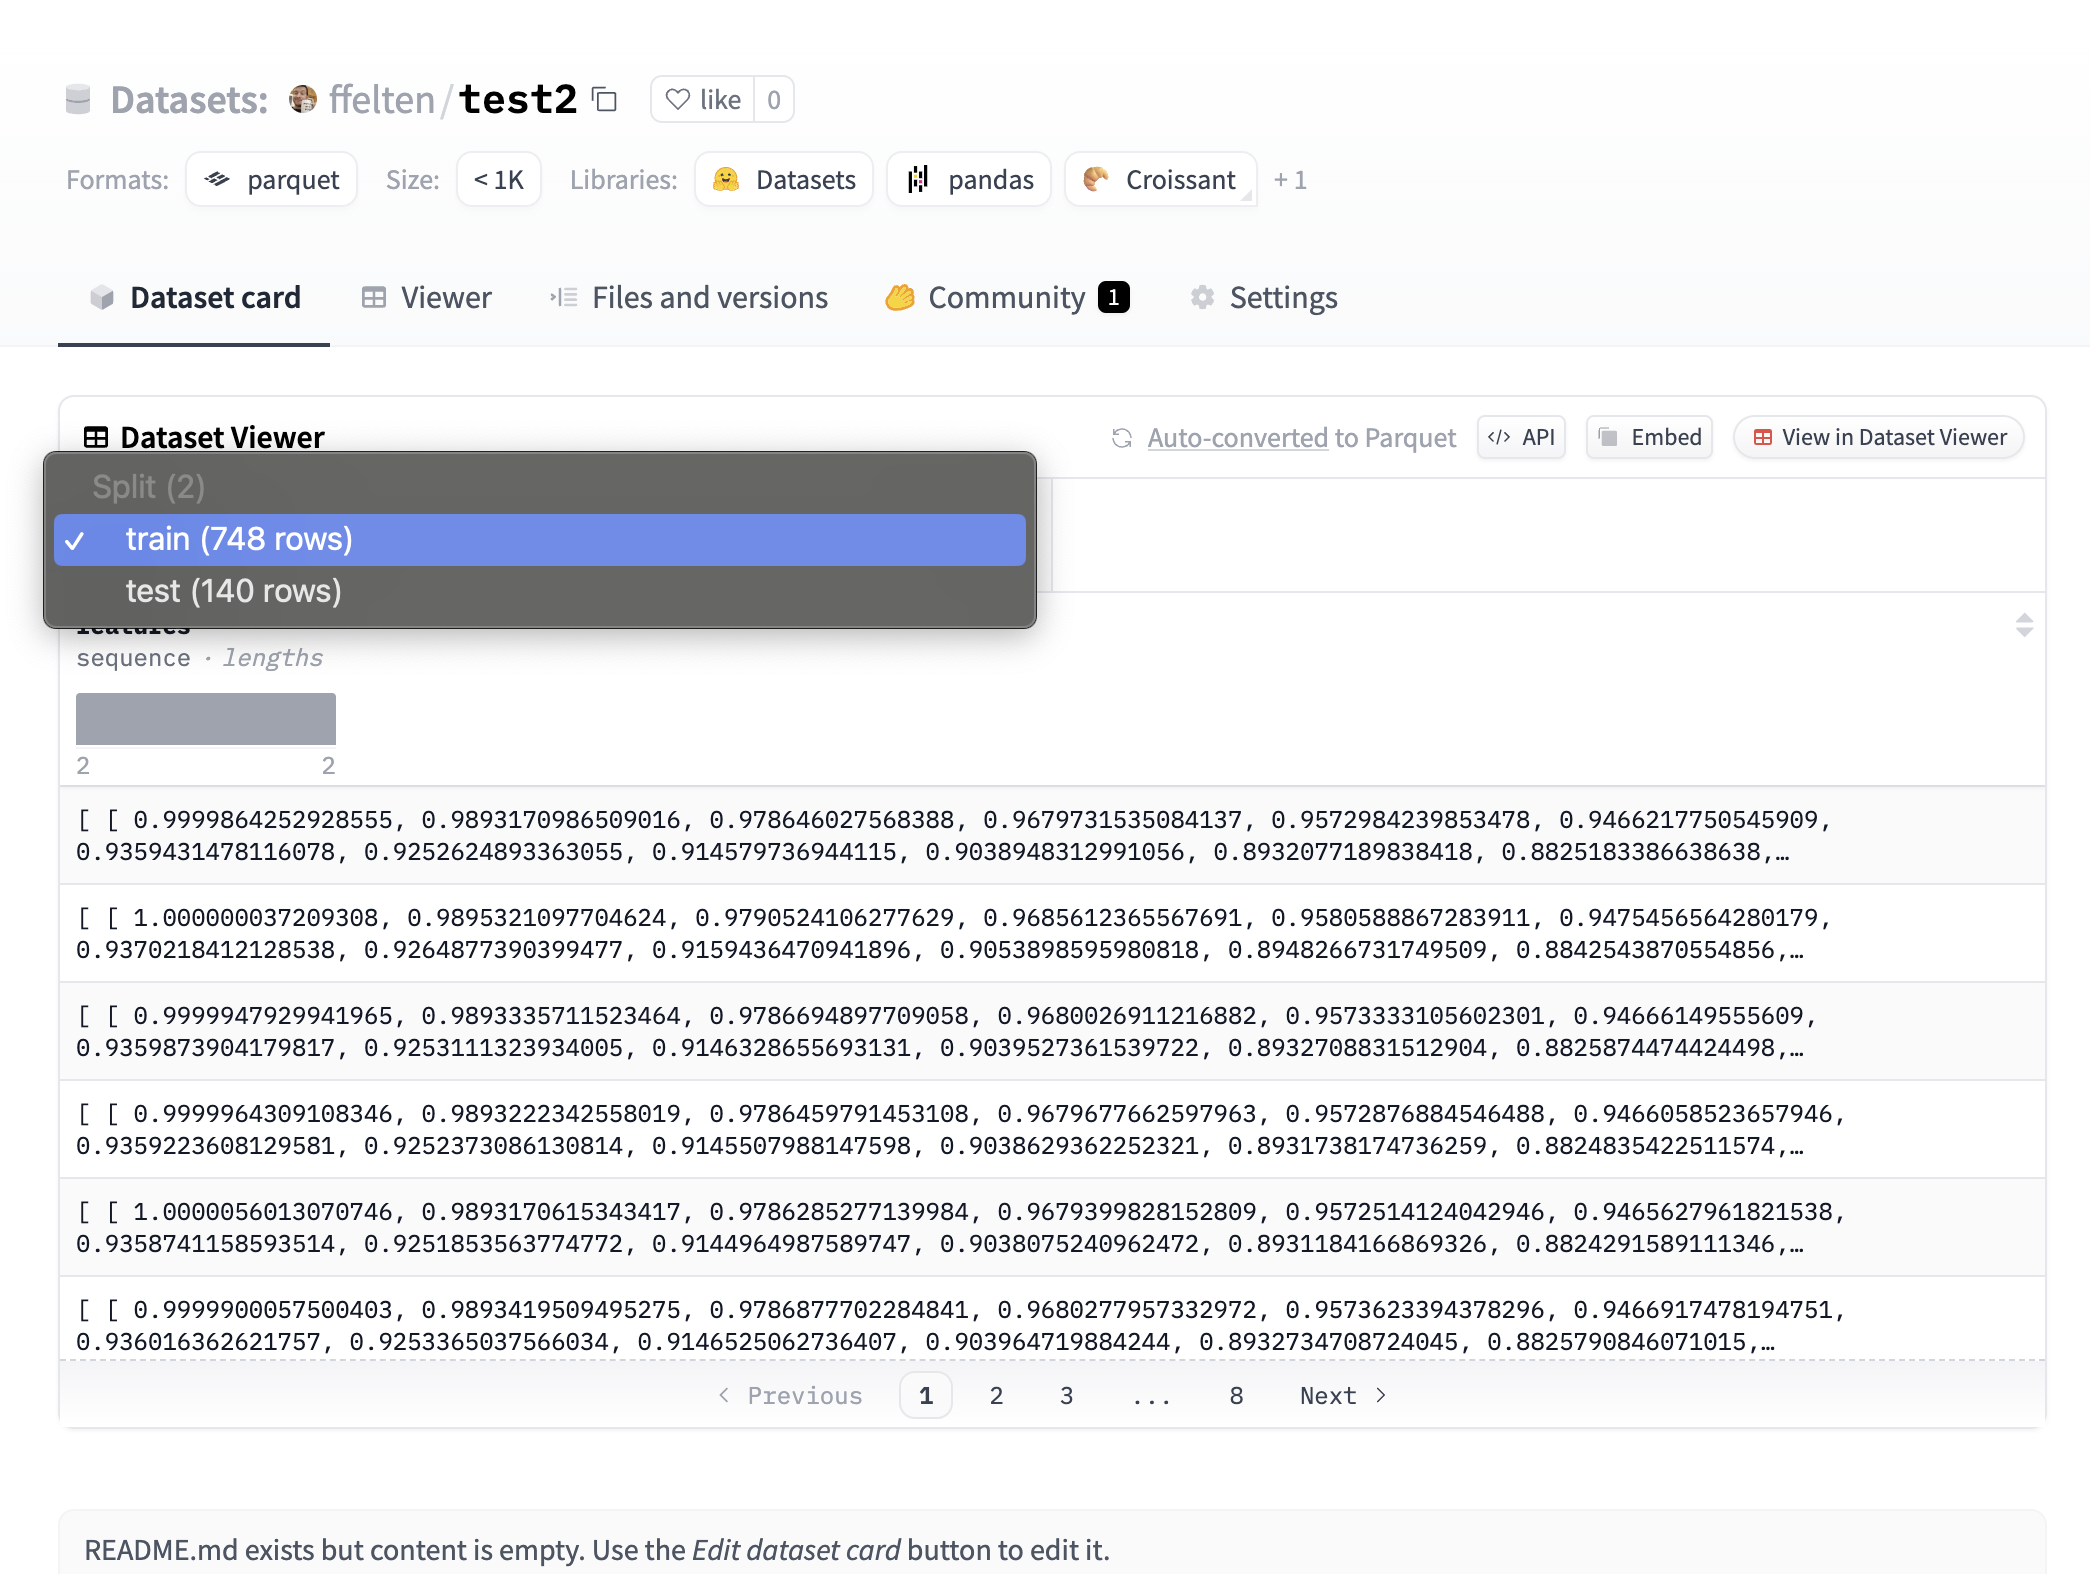 Datasets: ffelten/test2 like 0
Formats: parquet Size: < 1K Libraries: Datasets pandas Croissant + 1
Dataset card Viewer Files and versions Community 1 Settings
Dataset Viewer Auto-converted to Parquet API Embed View in Dataset Viewer
Split (2)
train (748 rows)
test (140 rows)
features
sequence · lengths
2 2
[ [ 0.9999864252928555, 0.9893170986509016, 0.978646027568388, 0.9679731535084137, 0.9572984239853478, 0.9466217750545909,
0.9359431478116078, 0.9252624893363055, 0.914579736944115, 0.9038948312991056, 0.8932077189838418, 0.8825183386638638,…
[ [ 1.000000037209308, 0.9895321097704624, 0.9790524106277629, 0.9685612365567691, 0.9580588867283911, 0.9475456564280179,
0.9370218412128538, 0.9264877390399477, 0.9159436470941896, 0.9053898595980818, 0.8948266731749509, 0.8842543870554856,…
[ [ 0.9999947929941965, 0.9893335711523464, 0.9786694897709058, 0.9680026911216882, 0.9573333105602301, 0.94666149555609,
0.9359873904179817, 0.9253111323934005, 0.9146328655693131, 0.9039527361539722, 0.8932708831512904, 0.8825874474424498,…
[ [ 0.9999964309108346, 0.9893222342558019, 0.9786459791453108, 0.9679677662597963, 0.9572876884546488, 0.9466058523657946,
0.9359223608129581, 0.9252373086130814, 0.9145507988147598, 0.9038629362252321, 0.8931738174736259, 0.8824835422511574,…
[ [ 1.0000056013070746, 0.9893170615343417, 0.9786285277139984, 0.9679399828152809, 0.9572514124042946, 0.9465627961821538,
0.9358741158593514, 0.9251853563774772, 0.9144964987589747, 0.9038075240962472, 0.8931184166869326, 0.8824291589111346,…
[ [ 0.9999900057500403, 0.9893419509495275, 0.9786877702284841, 0.9680277957332972, 0.9573623394378296, 0.9466917478194751,
0.936016362621757, 0.9253365037566034, 0.9146525062736407, 0.903964719884244, 0.8932734708724045, 0.8825790846071015,…
< Previous 1 2 3 ... 8 Next >
README.md exists but content is empty. Use the Edit dataset card button to edit it.